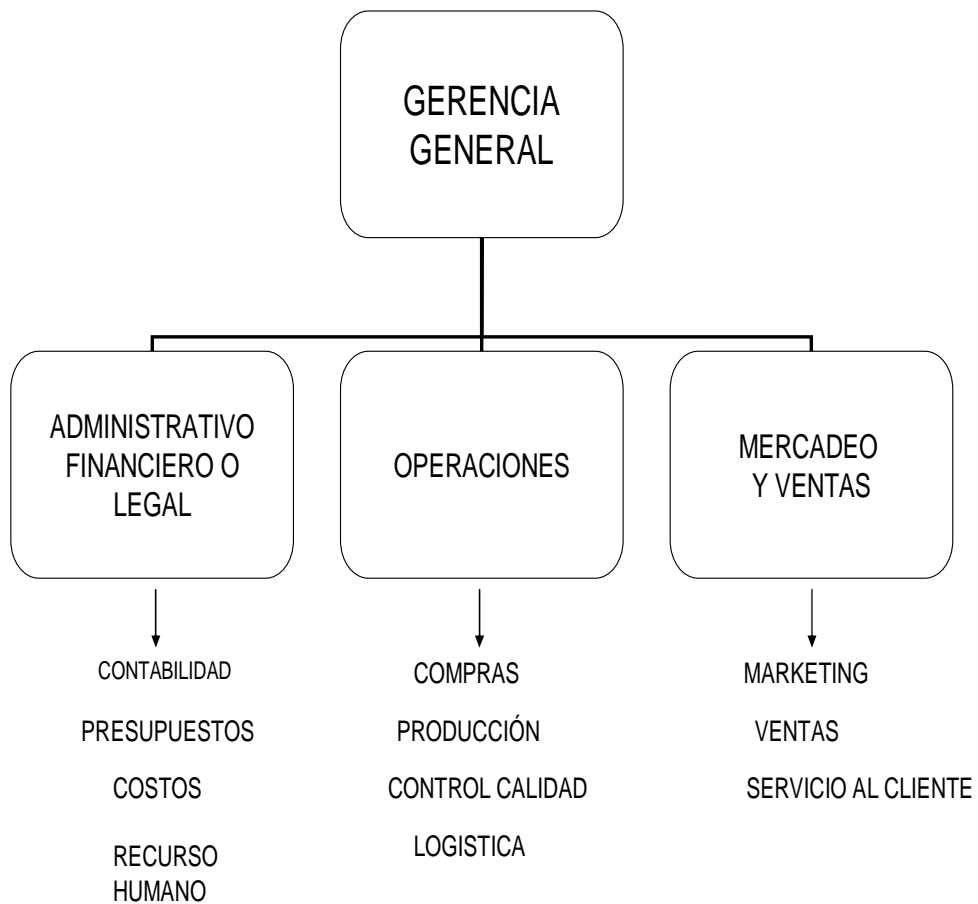 GERENCIA
GENERAL
ADMINISTRATIVO
FINANCIERO O
LEGAL
OPERACIONES
MERCADEO
Y VENTAS
CONTABILIDAD
PRESUPUESTOS
COSTOS
RECURSO
HUMANO
COMPRAS
PRODUCCIÓN
CONTROL CALIDAD
LOGISTICA
MARKETING
VENTAS
SERVICIO AL CLIENTE